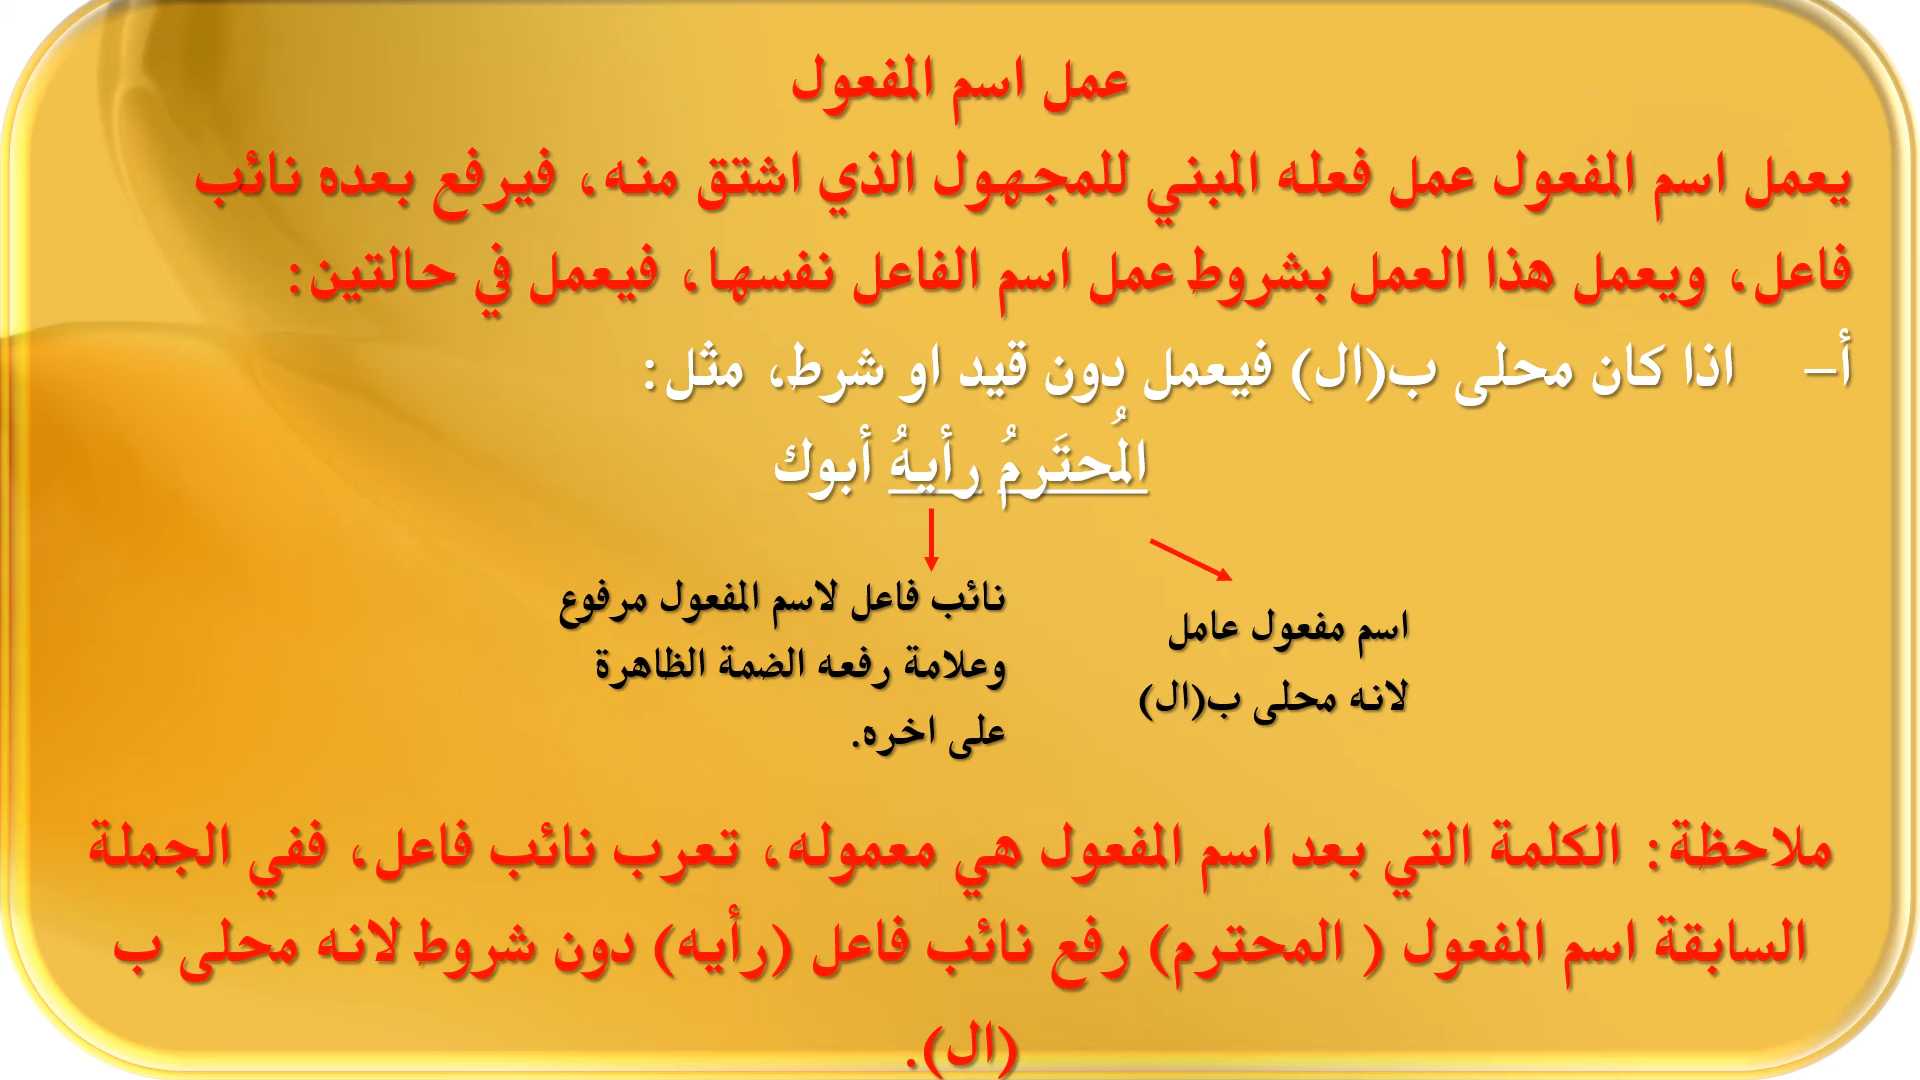 عمل اسم المفعول
يعمل اسم المفعول عمل فعله المبني للمجهول الذي اشتق منه، فيرفع بعده نائب
فاعل، ويعمل هذا العمل بشروط عمل اسم الفاعل نفسها، فيعمل في حالتين:
أ– اذا كان محلى ب(ال) فيعمل دون قيد او شرط، مثل:
المُحتَرمُ رأيهُ أبوك
اسم مفعول عامل
لانه محلى ب(ال)
نائب فاعل لاسم المفعول مرفوع
وعلامة رفعه الضمة الظاهرة
على اخره.
ملاحظة: الكلمة التي بعد اسم المفعول هي معموله، تعرب نائب فاعل، ففي الجملة
السابقة اسم المفعول ( المحترم) رفع نائب فاعل (رأيه) دون شروط لانه محلى ب
(ال).